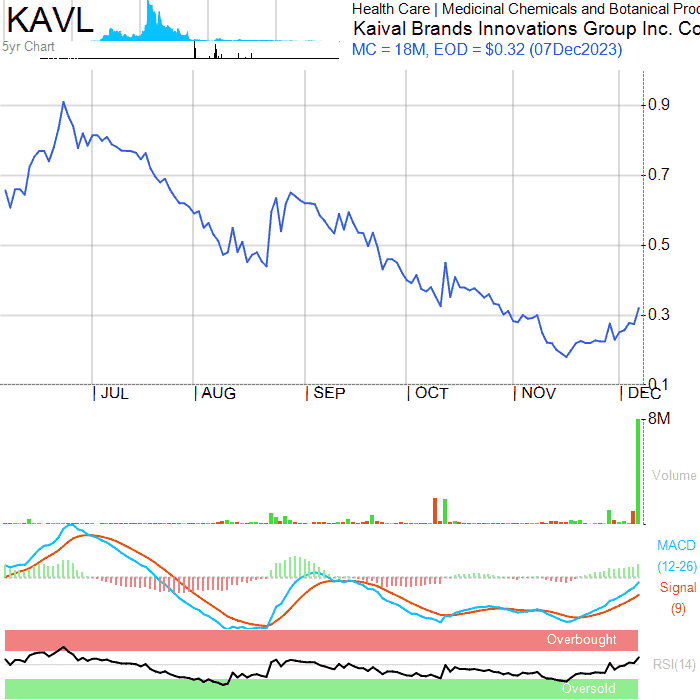 KAVL
Health Care | Medicinal Chemicals and Botanical Proc
Kaival Brands Innovations Group Inc. Co
MC = 18M, EOD = $0.32 (07Dec2023)
5yr Chart
0.9
0.7
0.5
0.3
0.1
JUL AUG SEP OCT NOV DEC
8M
Volume
MACD
(12-26)
Signal
(9)
Overbought
RSI(14)
Oversold